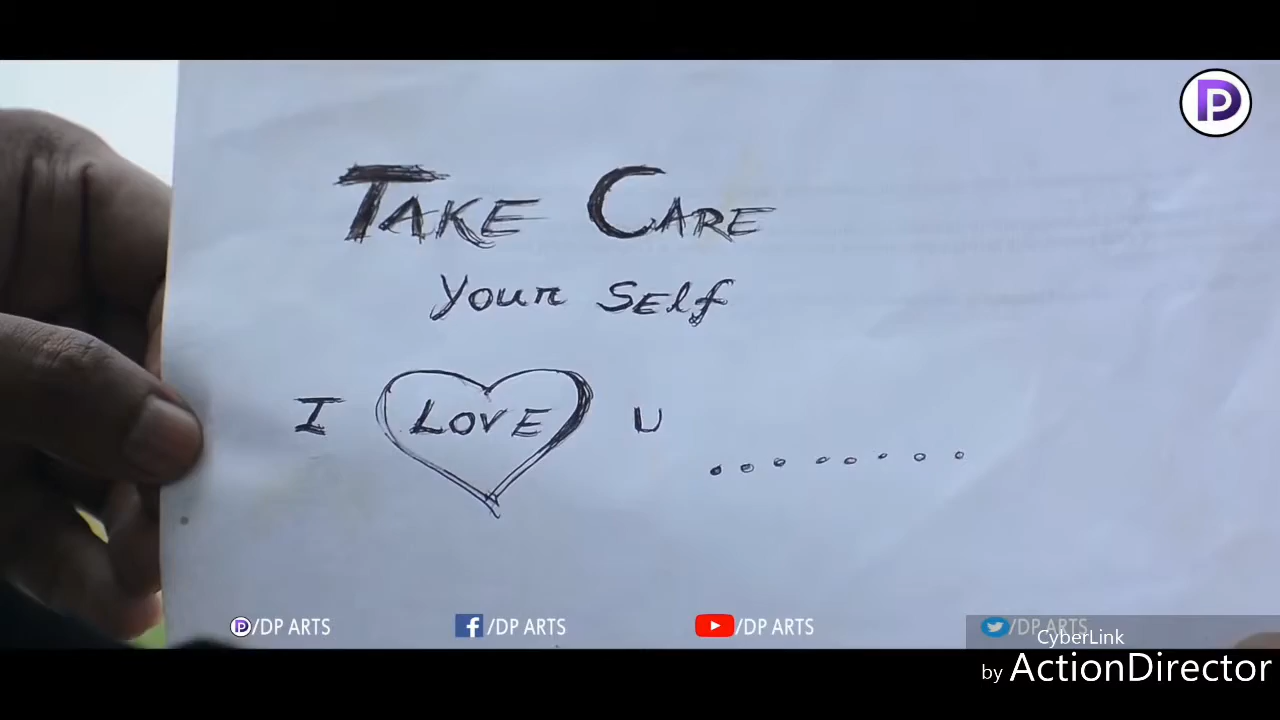 TAKE CARE
Your SElf
I LOVE U ........
/DP ARTS /DP ARTS /DP ARTS /DP ARTS
CyberLink
by ActionDirector